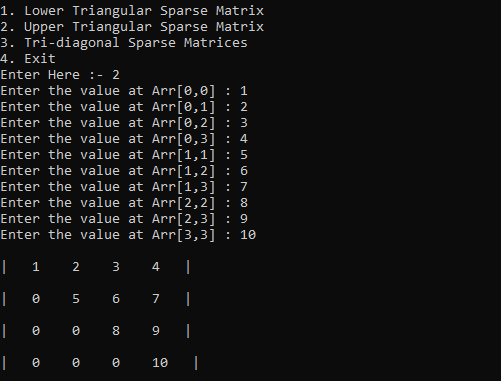 1. Lower Triangular Sparse Matrix
2. Upper Triangular Sparse Matrix
3. Tri-diagonal Sparse Matrices
4. Exit
Enter Here :- 2
Enter the value at Arr[0,0] : 1
Enter the value at Arr[0,1] : 2
Enter the value at Arr[0,2] : 3
Enter the value at Arr[0,3] : 4
Enter the value at Arr[1,1] : 5
Enter the value at Arr[1,2] : 6
Enter the value at Arr[1,3] : 7
Enter the value at Arr[2,2] : 8
Enter the value at Arr[2,3] : 9
Enter the value at Arr[3,3] : 10
|   1    2    3    4   |
|   0    5    6    7   |
|   0    0    8    9   |
|   0    0    0    10   |